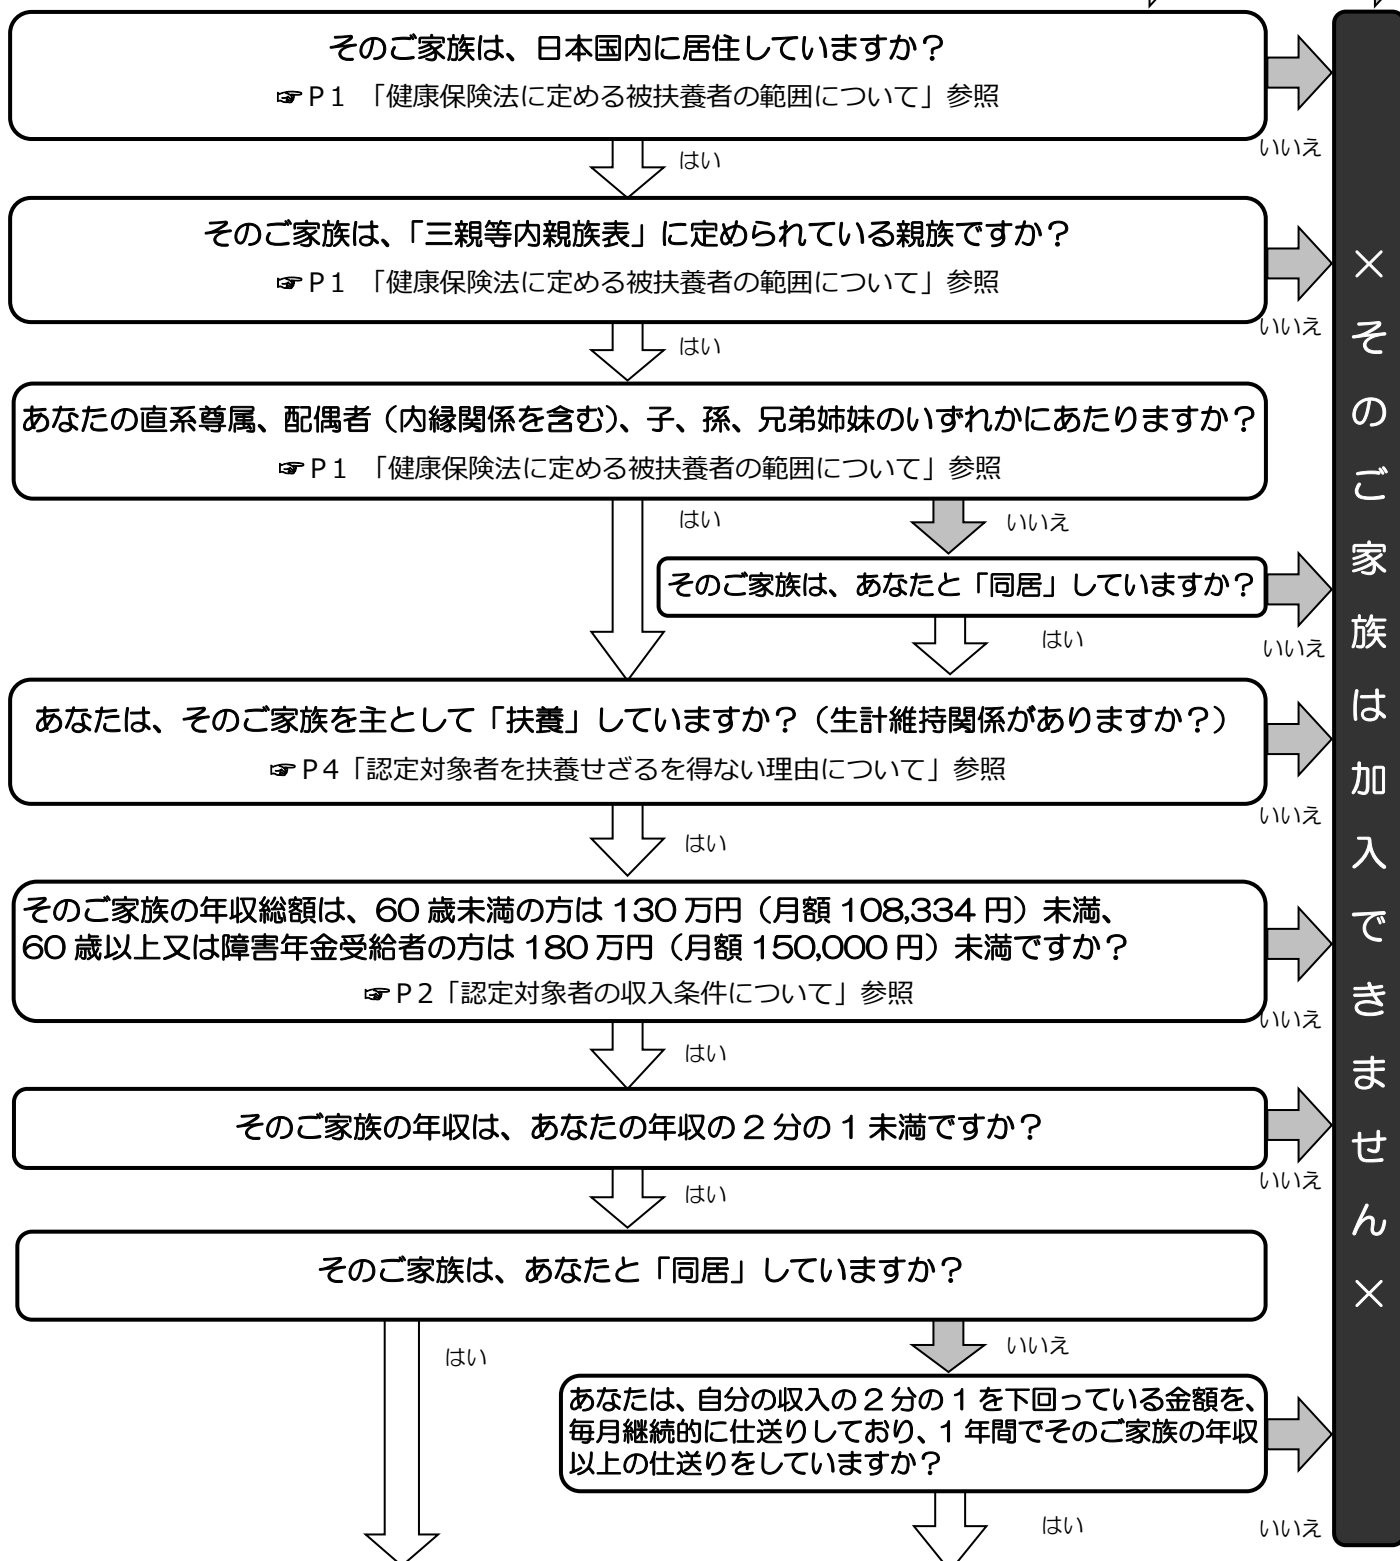 そのご家族は、日本国内に居住していますか？
☞P1 「健康保険法に定める被扶養者の範囲について」参照
いいえ
はい
そのご家族は、「三親等内親族表」に定められている親族ですか？
☞P1 「健康保険法に定める被扶養者の範囲について」参照
いいえ
はい
あなたの直系尊属、配偶者（内縁関係を含む）、子、孫、兄弟姉妹のいずれかにあたりますか？
☞P1 「健康保険法に定める被扶養者の範囲について」参照
はい
いいえ
そのご家族は、あなたと「同居」していますか？
はい
いいえ
あなたは、そのご家族を主として「扶養」していますか？（生計維持関係がありますか？）
☞P4「認定対象者を扶養せざるを得ない理由について」参照
いいえ
はい
そのご家族の年収総額は、60 歳未満の方は 130 万円（月額 108,334 円）未満、
60 歳以上又は障害年金受給者の方は 180 万円（月額 150,000 円）未満ですか？
☞P2「認定対象者の収入条件について」参照
いいえ
はい
そのご家族の年収は、あなたの年収の２分の１未満ですか？
いいえ
はい
そのご家族は、あなたと「同居」していますか？
はい
いいえ
あなたは、自分の収入の２分の１を下回っている金額を、
毎月継続的に仕送りしており、１年間でそのご家族の年収
以上の仕送りをしていますか？
はい
いいえ
×そのご家族は加入できません×